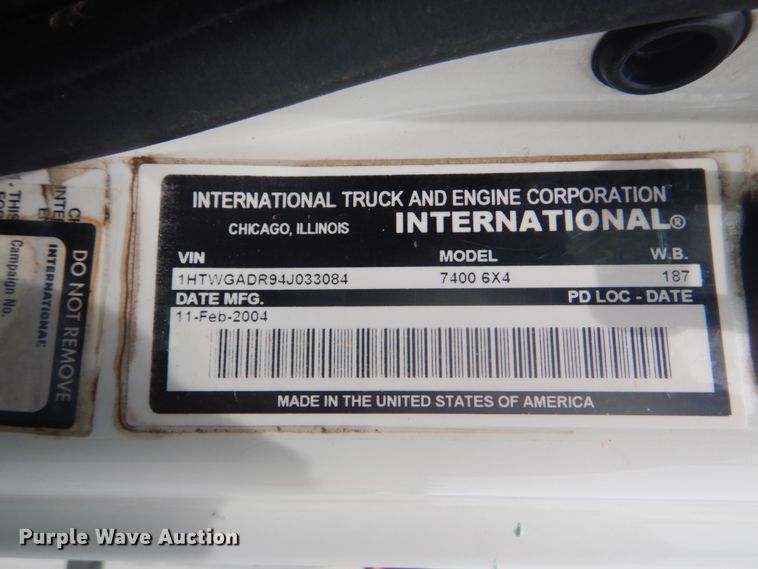 INTERNATIONAL TRUCK AND ENGINE CORPORATION
CHICAGO, ILLINOIS INTERNATIONAL®
VIN MODEL W.B.
1HTWGADR94J033084 7400 6X4 187
DATE MFG. PD LOC - DATE
11-Feb-2004
MADE IN THE UNITED STATES OF AMERICA
DO NOT REMOVE
INTERNATIONAL
Campaign No.
Purple Wave Auction